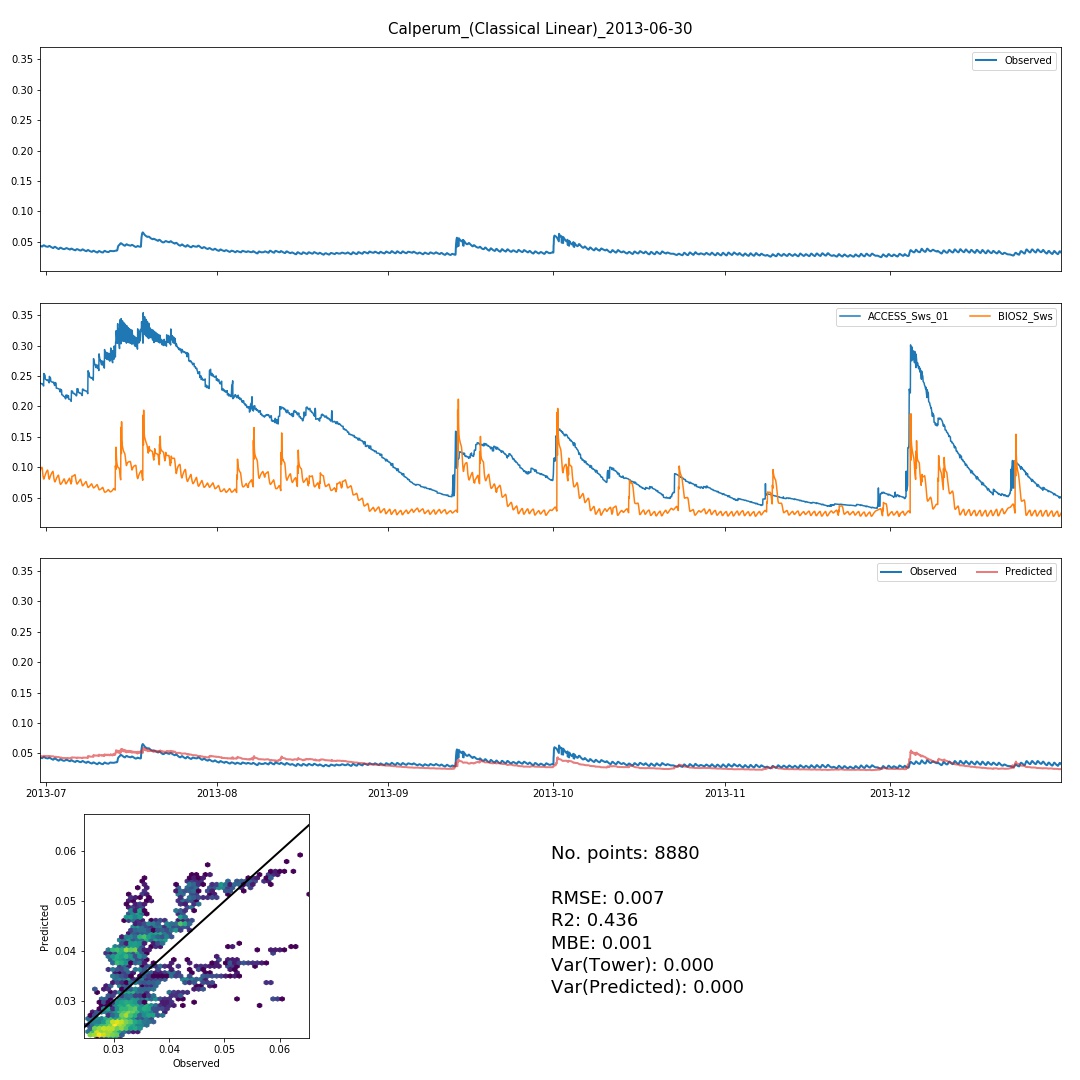 Calperum_(Classical Linear)_2013-06-30
Observed
0.35
0.30
0.25
0.20
0.15
0.10
0.05
ACCESS_Sws_01 BIOS2_Sws
0.35
0.30
0.25
0.20
0.15
0.10
0.05
Observed Predicted
0.35
0.30
0.25
0.20
0.15
0.10
0.05
2013-07 2013-08 2013-09 2013-10 2013-11 2013-12
0.06
0.05
0.04
0.03
Predicted
0.03 0.04 0.05 0.06
Observed
No. points: 8880
RMSE: 0.007
R2: 0.436
MBE: 0.001
Var(Tower): 0.000
Var(Predicted): 0.000